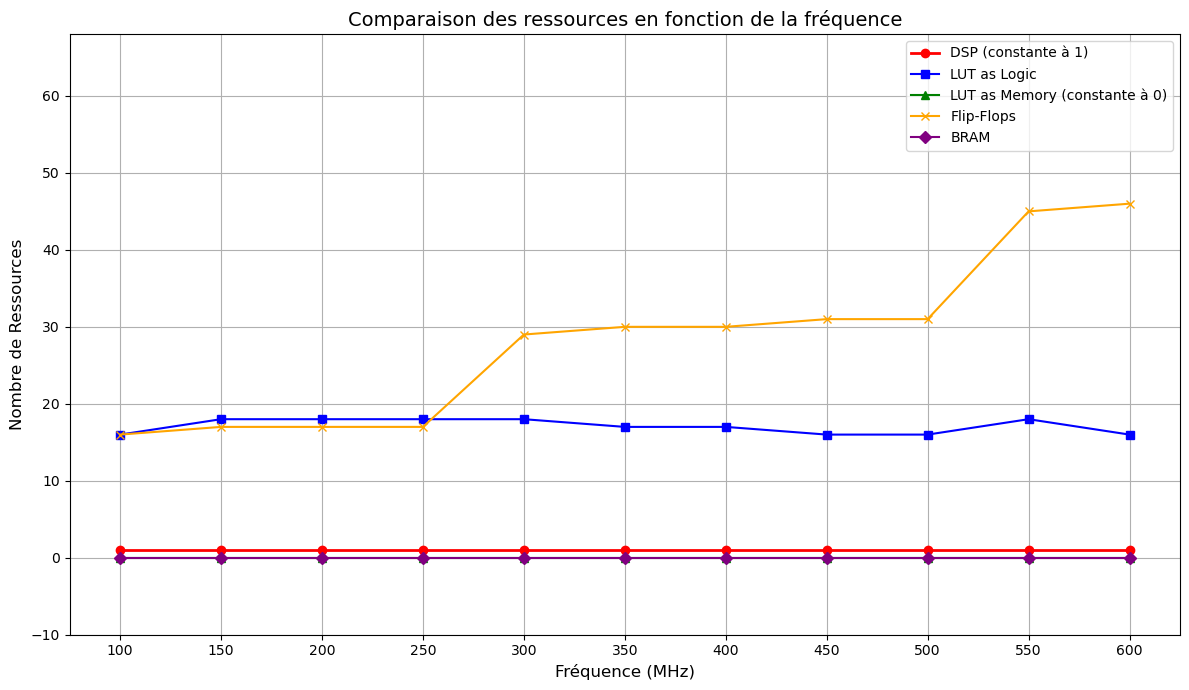 Comparaison des ressources en fonction de la fréquence
DSP (constante à 1)
LUT as Logic
LUT as Memory (constante à 0)
Flip-Flops
BRAM
Nombre de Ressources
60
50
40
30
20
10
0
−10
100 150 200 250 300 350 400 450 500 550 600
Fréquence (MHz)